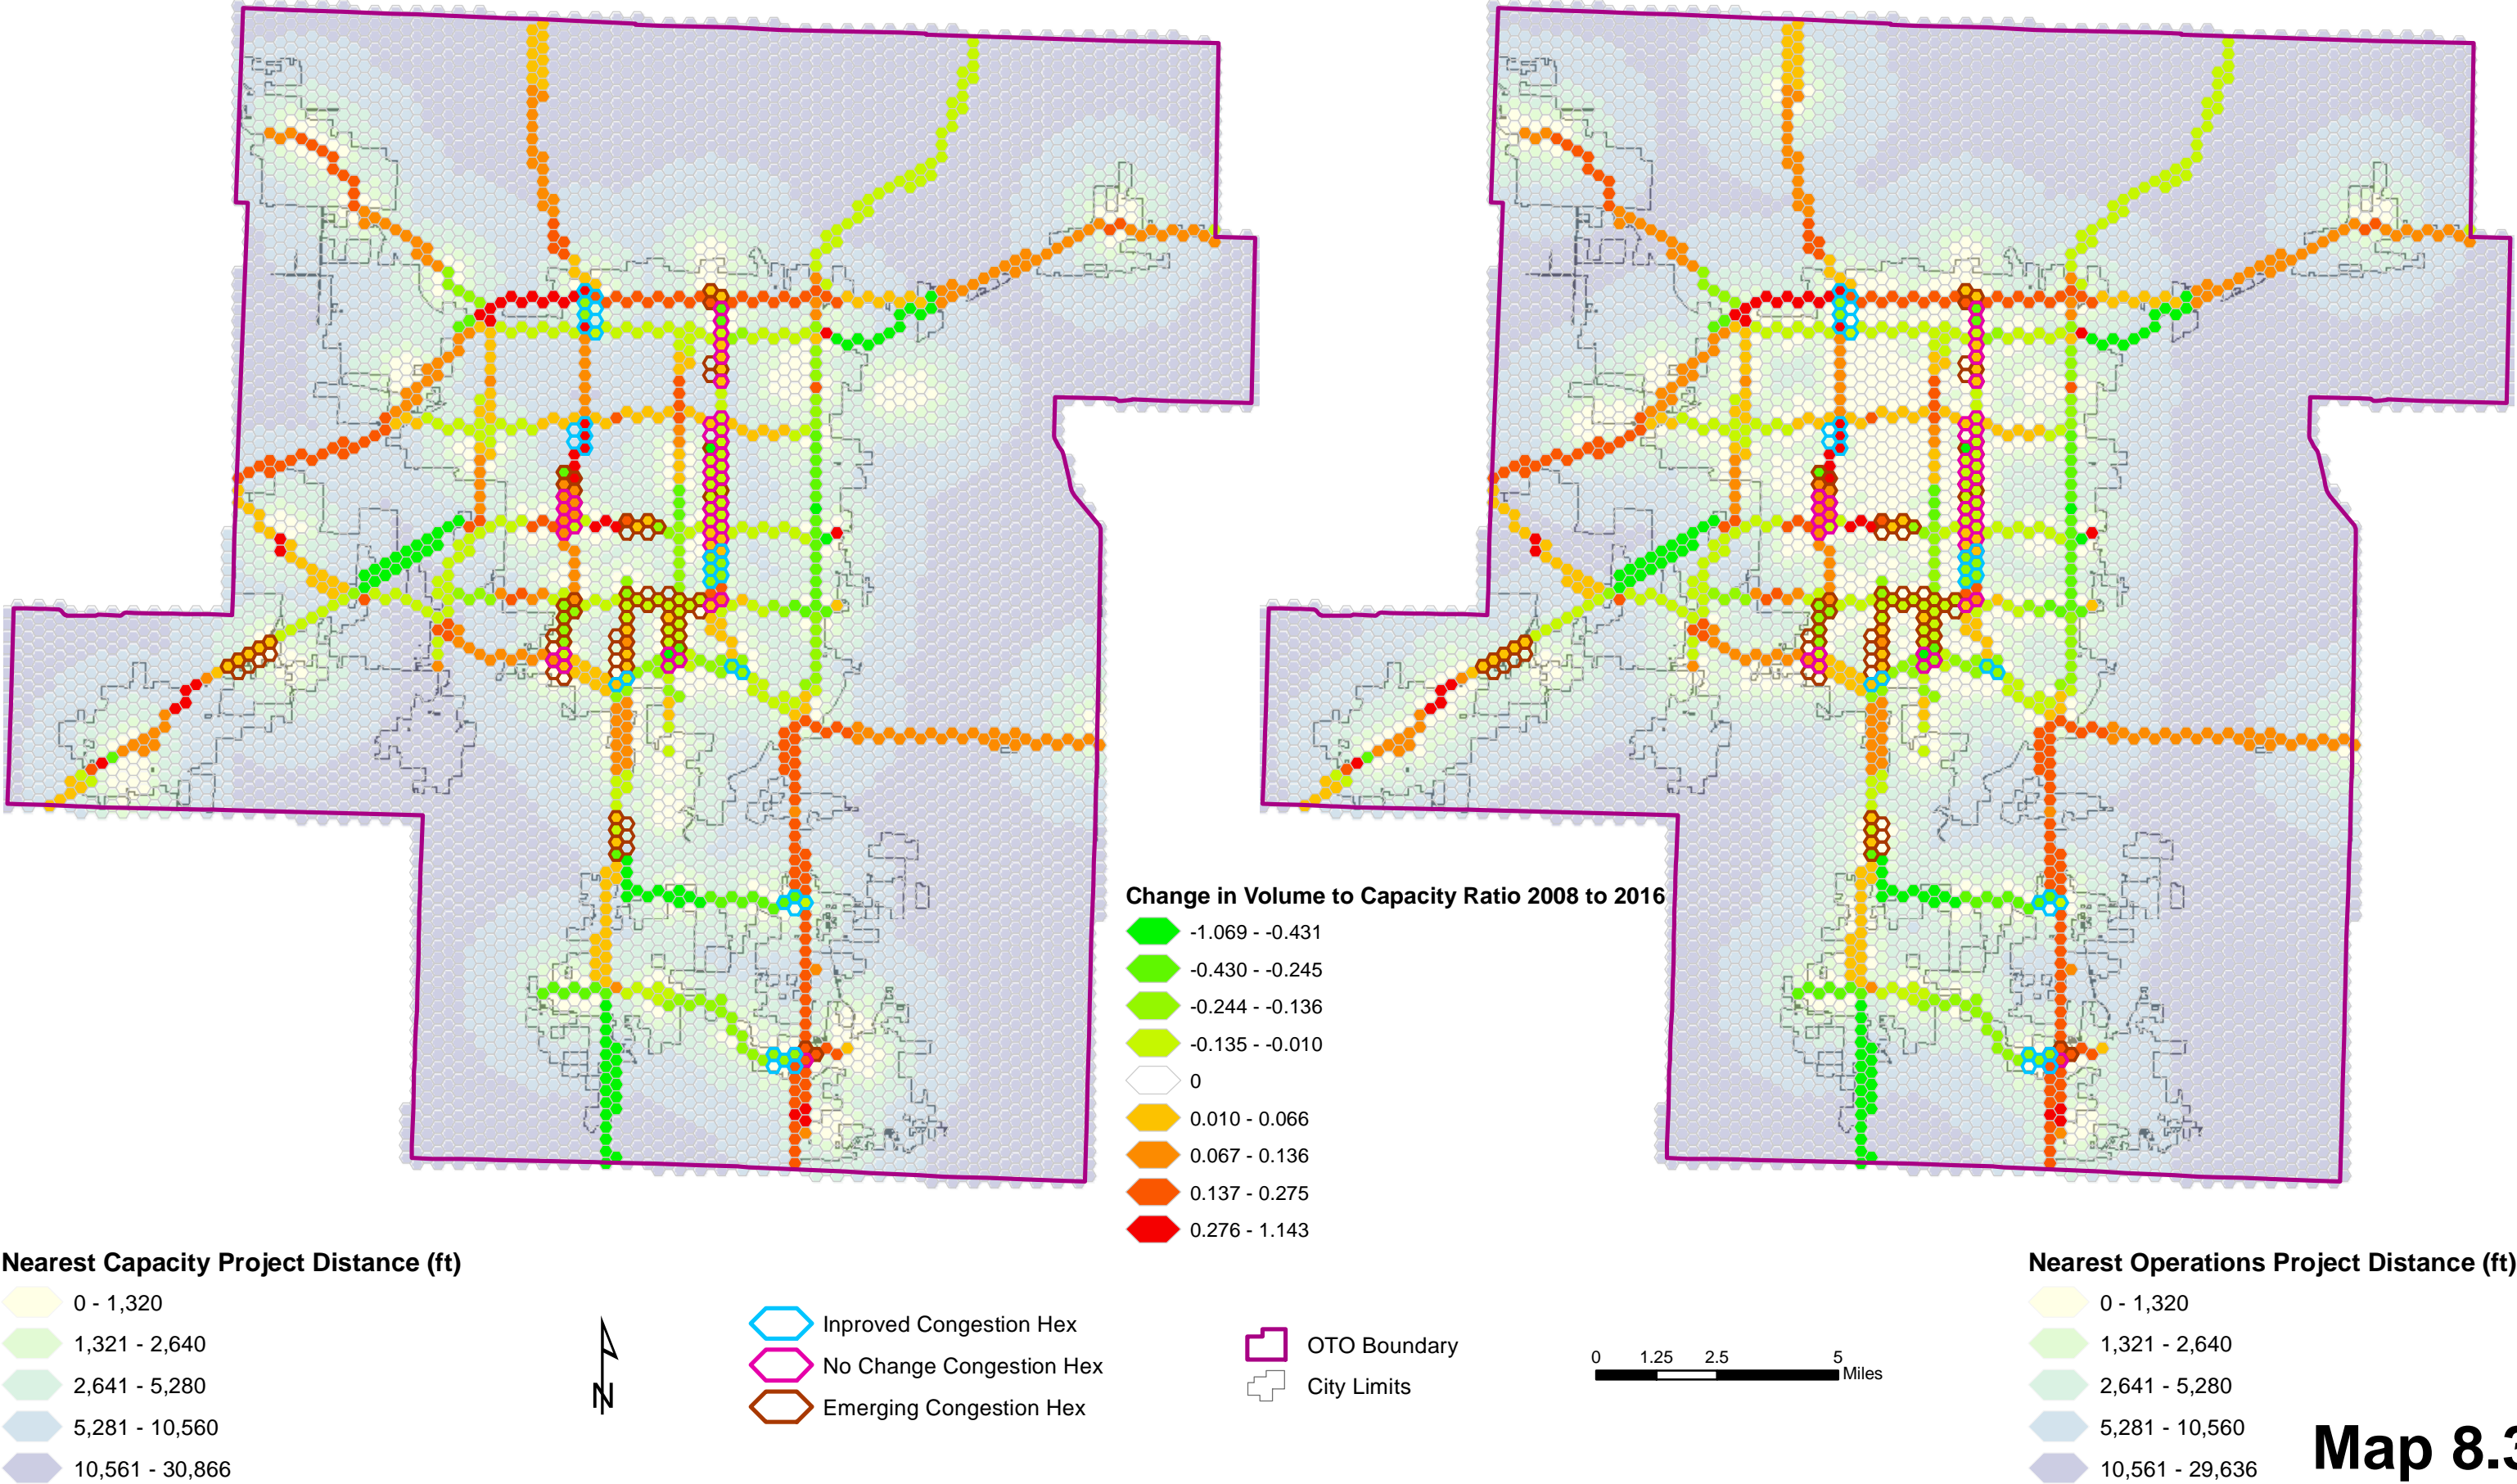 Change in Volume to Capacity Ratio 2008 to 2016
-1.069 - -0.431
-0.430 - -0.245
-0.244 - -0.136
-0.135 - -0.010
0
0.010 - 0.066
0.067 - 0.136
0.137 - 0.275
0.276 - 1.143
Nearest Capacity Project Distance (ft)
0 - 1,320
1,321 - 2,640
2,641 - 5,280
5,281 - 10,560
10,561 - 30,866
N
Inproved Congestion Hex
No Change Congestion Hex
Emerging Congestion Hex
OTO Boundary
City Limits
0 1.25 2.5 5
Miles
Nearest Operations Project Distance (ft)
0 - 1,320
1,321 - 2,640
2,641 - 5,280
5,281 - 10,560
10,561 - 29,636
Map 8.3